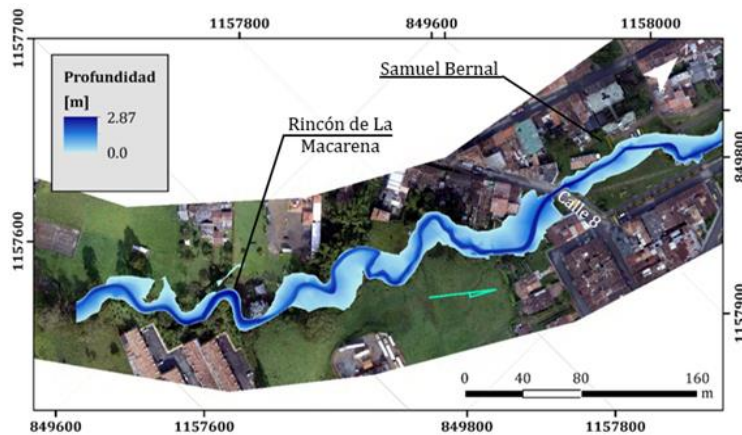 1157800
849600
1158000
1157700
Profundidad
[m]
2.87
0.0
Samuel Bernal
Rincón de La
Macarena
849800
1157600
Calle 8
1157900
0
40
80
160
m
849600
1157600
849800
1157800